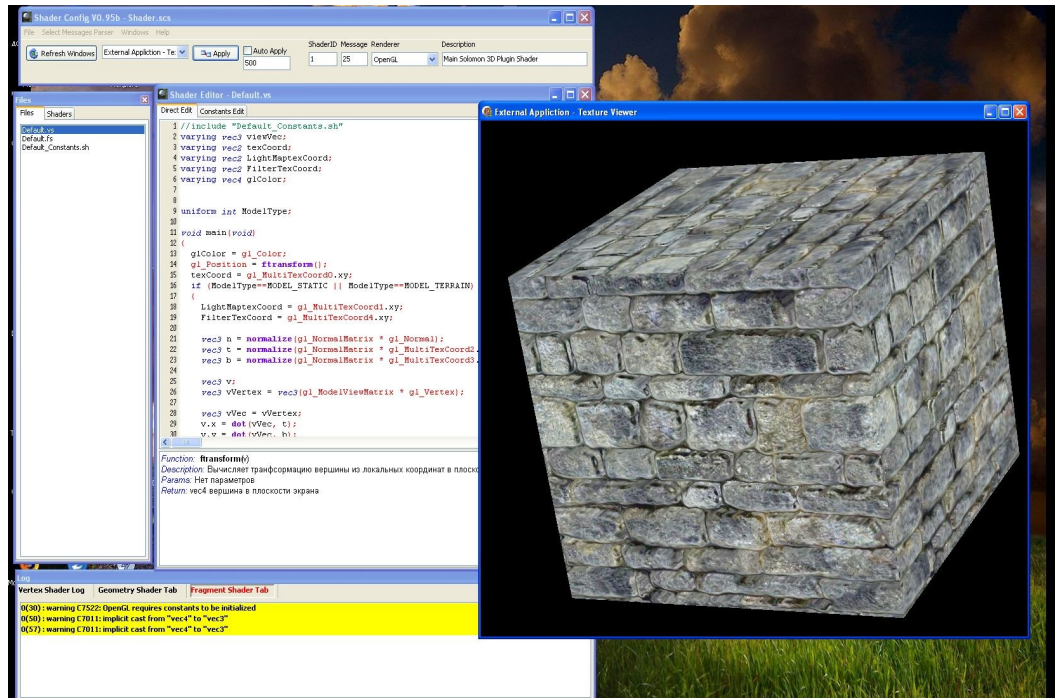 Shader Config V0.95b - Shader.scs
File Select Messages Parser Windows Help
Refresh Windows
External Appliction - Te:
Apply
Auto Apply
500
ShaderID Message Renderer Description
1 25 OpenGL Main Solomon 3D Plugin Shader
Files
Files Shaders
Default.vs
Default.fs
Default_Constants.sh
Shader Editor - Default.vs
Direct Edit Constants Edit
1 //include "Default_Constants.sh"
2 varying vec3 viewVec;
3 varying vec2 texCoord;
4 varying vec2 LightMaptexCoord;
5 varying vec2 FilterTexCoord;
6 varying vec4 glColor;
7
8
9 uniform int ModelType;
10
11 void main(void)
12 {
13 glColor = gl_Color;
14 gl_Position = ftransform();
15 texCoord = gl_MultiTexCoord0.xy;
16 if (ModelType==MODEL_STATIC || ModelType==MODEL_TERRAIN)
17 {
18 LightMaptexCoord = gl_MultiTexCoord1.xy;
19 FilterTexCoord = gl_MultiTexCoord4.xy;
20
21 vec3 n = normalize(gl_NormalMatrix * gl_Normal);
22 vec3 t = normalize(gl_NormalMatrix * gl_MultiTexCoord2.
23 vec3 b = normalize(gl_NormalMatrix * gl_MultiTexCoord3.
24
25 vec3 v;
26 vec3 vVertex = vec3(gl_ModelViewMatrix * gl_Vertex);
27
28 vec3 vVec = vVertex;
29 v.x = dot(vVec, t);
30 v.y = dot(vVec, b);
Function: ftransform(v)
Description: Вычисляет транфсормацию вершины из локальных координат в плоско
Parama: Нет параметров
Return: vec4 вершина в плоскости экрана
External Appliction - Texture Viewer
Log
Vertex Shader Log Geometry Shader Tab Fragment Shader Tab
0(30) : warning C7522: OpenGL requires constants to be initialized
0(50) : warning C7011: implicit cast from "vec4" to "vec3"
0(57) : warning C7011: implicit cast from "vec4" to "vec3"